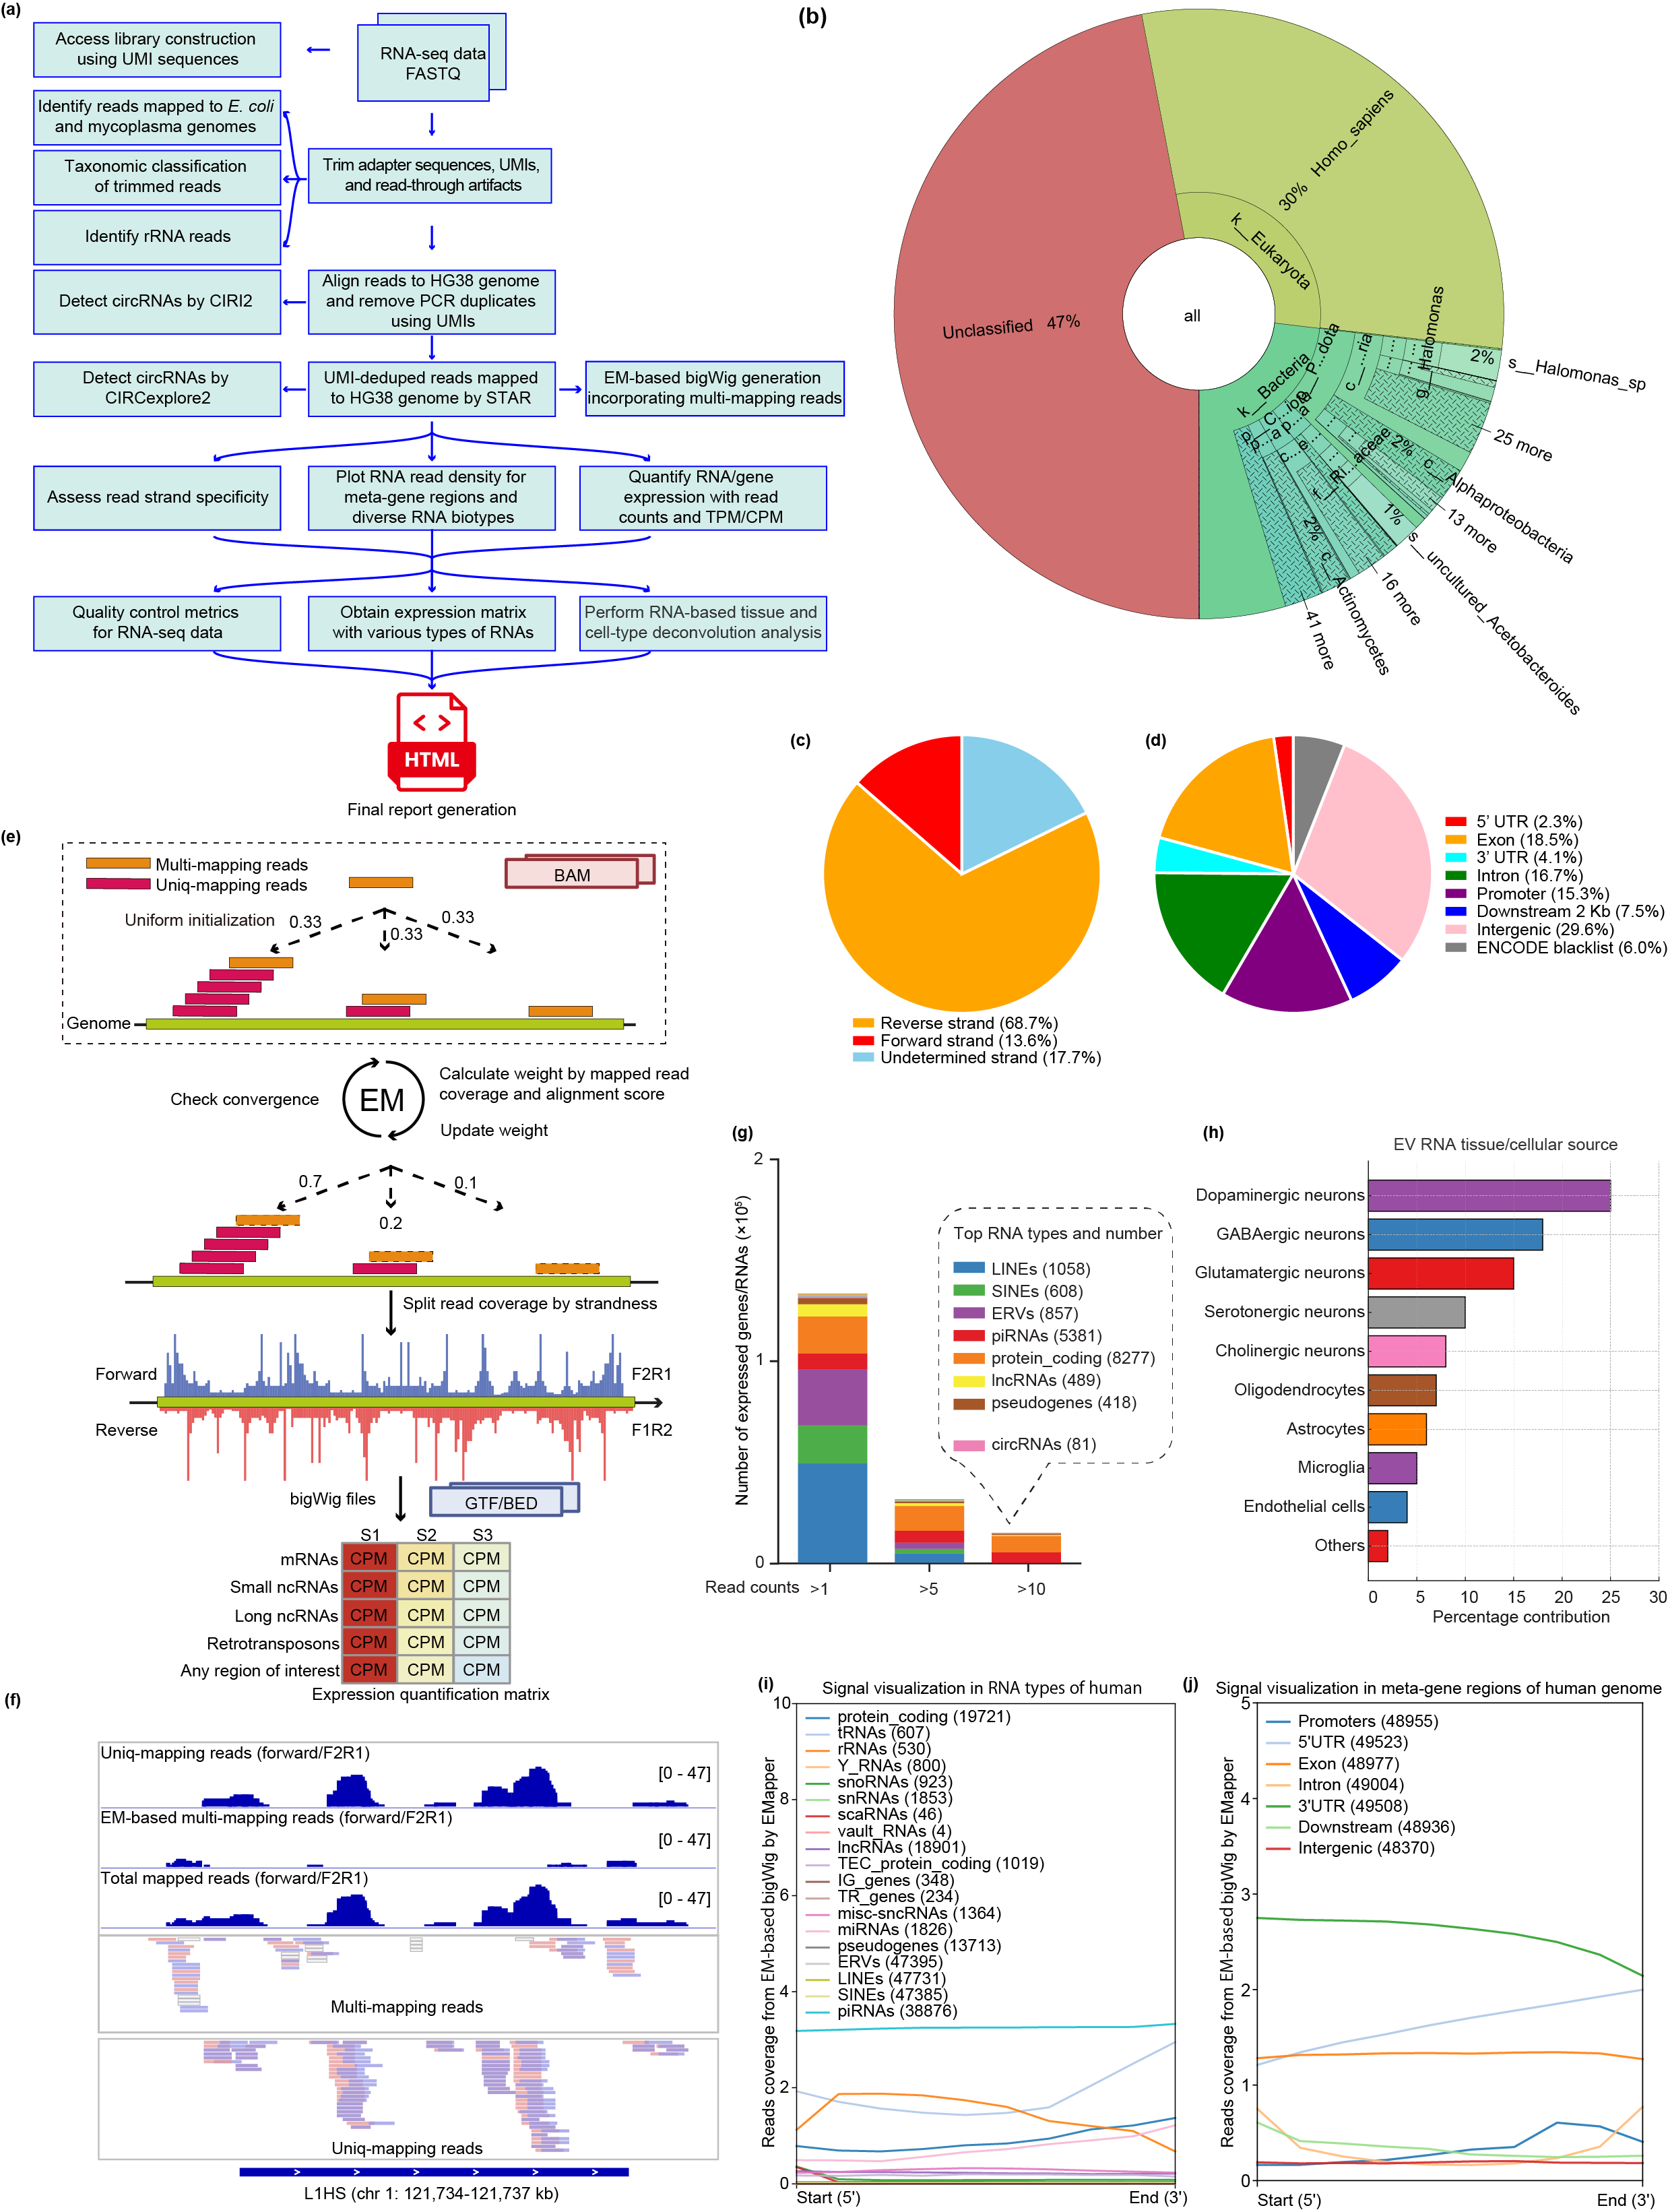 (a)
Access library construction
using UMI sequences
RNA-seq data
FASTQ
Identify reads mapped to E. coli
and mycoplasma genomes
Taxonomic classification
of trimmed reads
Trim adapter sequences, UMIs,
and read-through artifacts
Identify rRNA reads
Detect circRNAs by CIRI2
Align reads to HG38 genome
and remove PCR duplicates
using UMIs
Detect circRNAs by
CIRCexplore2
UMI-deduped reads mapped
to HG38 genome by STAR
EM-based bigWig generation
incorporating multi-mapping reads
Assess read strand specificity
Plot RNA read density for
meta-gene regions and
diverse RNA biotypes
Quantify RNA/gene
expression with read
counts and TPM/CPM
Quality control metrics
for RNA-seq data
Obtain expression matrix
with various types of RNAs
Perform RNA-based tissue and
cell-type deconvolution analysis
HTML
Final report generation
(b)
all
Unclassified 47%
30% Homo_sapiens
k__Eukaryota
k__Bacteria
g__Halomonas
2% s__Halomonas_sp
25 more
2% c__Alphaproteobacteria
13 more
1% s__uncultured_Acetobacteroides
16 more
2% c__Actinomycetes
41 more
(c)
Reverse strand (68.7%)
Forward strand (13.6%)
Undetermined strand (17.7%)
(d)
5' UTR (2.3%)
Exon (18.5%)
3' UTR (4.1%)
Intron (16.7%)
Promoter (15.3%)
Downstream 2 Kb (7.5%)
Intergenic (29.6%)
ENCODE blacklist (6.0%)
(e)
Multi-mapping reads
Uniq-mapping reads
BAM
Uniform initialization
0.33
0.33
0.33
Genome
Check convergence
EM
Calculate weight by mapped read
coverage and alignment score
Update weight
0.7
0.2
0.1
Split read coverage by strandness
Forward
F2R1
Reverse
F1R2
bigWig files
GTF/BED
S1 S2 S3
mRNAs CPM CPM CPM
Small ncRNAs CPM CPM CPM
Long ncRNAs CPM CPM CPM
Retrotransposons CPM CPM CPM
Any region of interest CPM CPM CPM
Expression quantification matrix
(f)
Uniq-mapping reads (forward/F2R1)
[0 - 47]
EM-based multi-mapping reads (forward/F2R1)
[0 - 47]
Total mapped reads (forward/F2R1)
[0 - 47]
Multi-mapping reads
Uniq-mapping reads
L1HS (chr 1: 121,734-121,737 kb)
(g)
Number of expressed genes/RNAs (×10⁵)
2
1
0
Top RNA types and number
LINEs (1058)
SINEs (608)
ERVs (857)
piRNAs (5381)
protein_coding (8277)
lncRNAs (489)
pseudogenes (418)
circRNAs (81)
Read counts >1 >5 >10
(h)
EV RNA tissue/cellular source
Dopaminergic neurons
GABAergic neurons
Glutamatergic neurons
Serotonergic neurons
Cholinergic neurons
Oligodendrocytes
Astrocytes
Microglia
Endothelial cells
Others
0 5 10 15 20 25 30
Percentage contribution
(i)
Signal visualization in RNA types of human
Reads coverage from EM-based bigWig by EMapper
10
8
6
4
2
0
protein_coding (19721)
tRNAs (607)
rRNAs (530)
Y_RNAs (800)
snoRNAs (923)
snRNAs (1853)
scaRNAs (46)
vault_RNAs (4)
lncRNAs (18901)
TEC_protein_coding (1019)
IG_genes (348)
TR_genes (234)
misc-sncRNAs (1364)
miRNAs (1826)
pseudogenes (13713)
ERVs (47395)
LINEs (47731)
SINEs (47385)
piRNAs (38876)
Start (5')
End (3')
(j)
Signal visualization in meta-gene regions of human genome
Reads coverage from EM-based bigWig by EMapper
5
4
3
2
1
0
Promoters (48955)
5'UTR (49523)
Exon (48977)
Intron (49004)
3'UTR (49508)
Downstream (48936)
Intergenic (48370)
Start (5')
End (3')